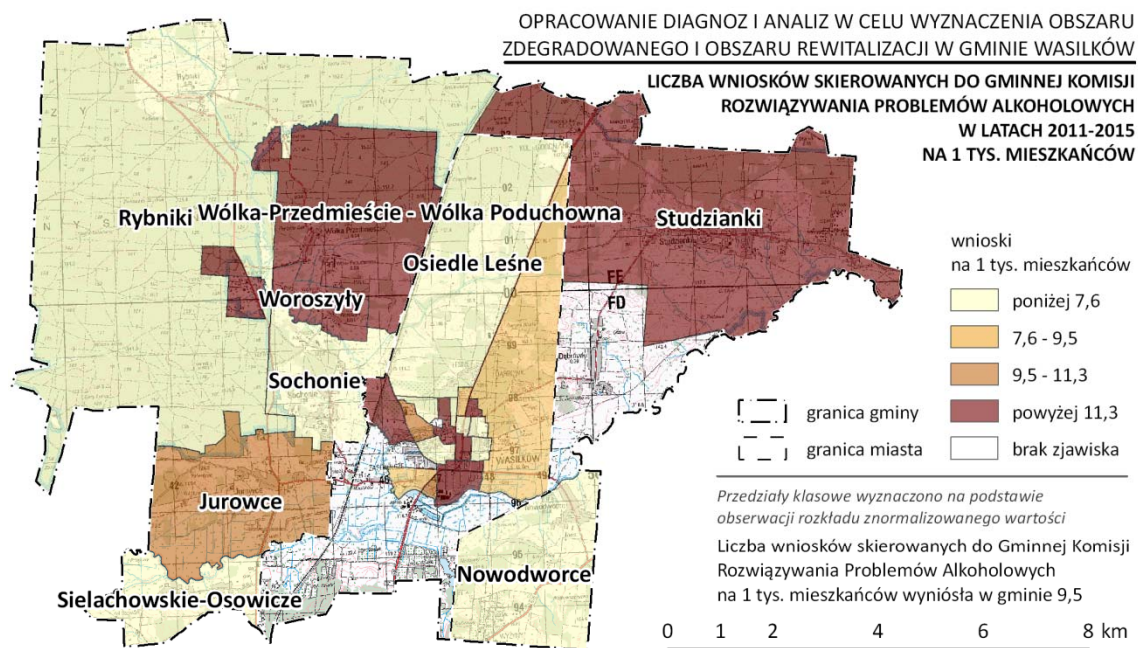 OPRACOWANIE DIAGNOZ I ANALIZ W CELU WYZNACZENIA OBSZARU
ZDEGRADOWANEGO I OBSZARU REWITALIZACJI W GMINIE WASILKÓW
LICZBA WNIOSKÓW SKIEROWANYCH DO GMINNEJ KOMISJI
ROZWIĄZYWANIA PROBLEMÓW ALKOHOLOWYCH
W LATACH 2011-2015
NA 1 TYS. MIESZKAŃCÓW
Rybniki
Wólka-Przedmieście - Wólka Poduchowna
Studzianki
Osiedle Leśne
FE
FD
Woroszyły
Sochonie
Jurowce
Nowodworce
Sielachowskie-Osowicze
WASILKÓW
wnioski
na 1 tys. mieszkańców
poniżej 7,6
7,6 - 9,5
9,5 - 11,3
powyżej 11,3
brak zjawiska
granica gminy
granica miasta
Przedziały klasowe wyznaczono na podstawie
obserwacji rozkładu znormalizowanego wartości
Liczba wniosków skierowanych do Gminnej Komisji
Rozwiązywania Problemów Alkoholowych
na 1 tys. mieszkańców wyniósła w gminie 9,5
0 1 2 4 6 8 km